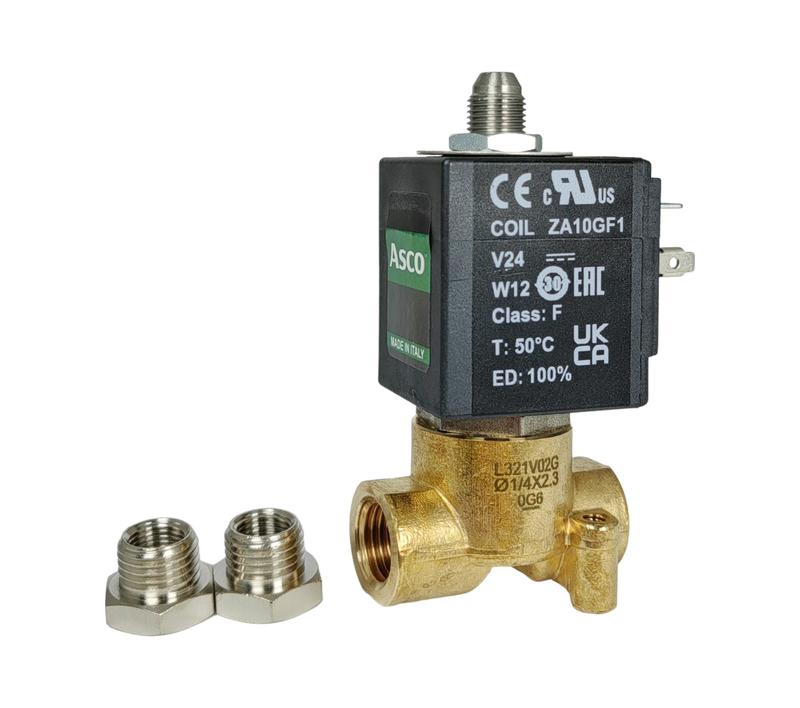 CE c RU US
COIL ZA10GF1
V24
W12 30 EAC
Class: F
T: 50°C
UK
CA
ED: 100%
Asco
MADE IN ITALY
L321V02G
Ø1/4X2.3
0G6